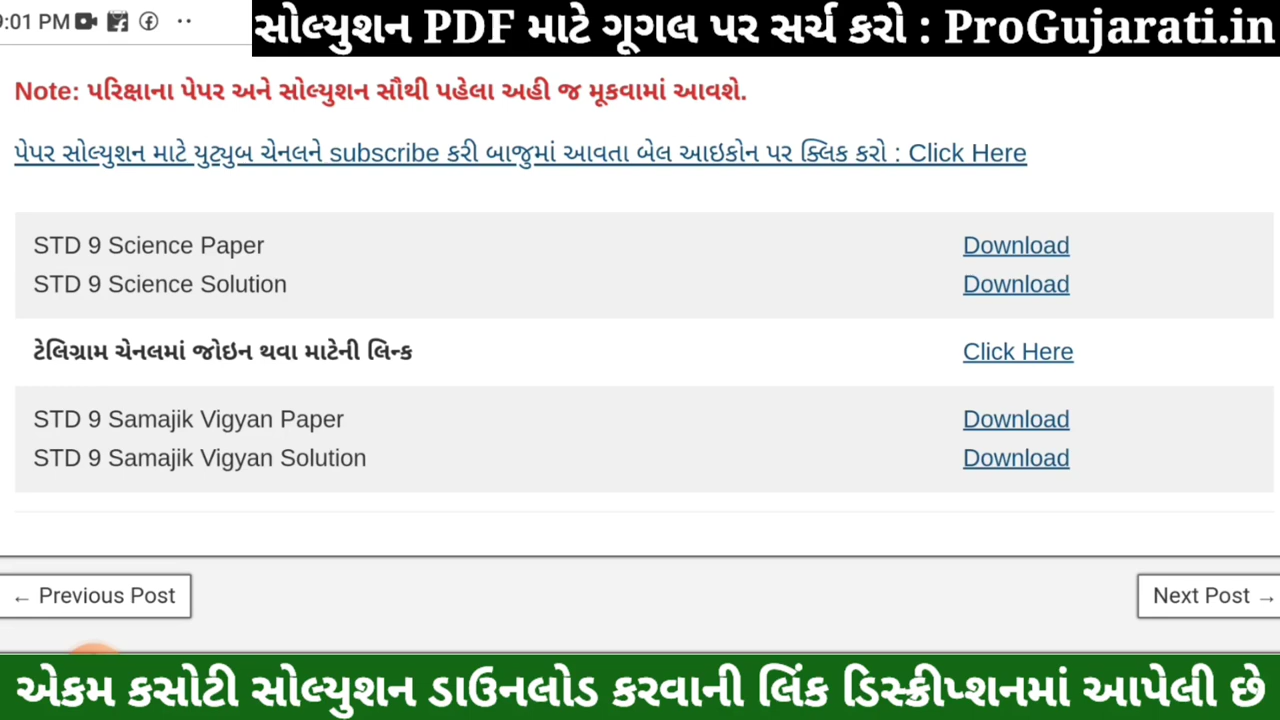 9:01 PM
સોલ્યુશન PDF માટે ગૂગલ પર સર્ચ કરો : ProGujarati.in
Note: પરિક્ષાના પેપર અને સોલ્યુશન સૌથી પહેલા અહી જ મૂકવામાં આવશે.
પેપર સોલ્યુશન માટે યુટ્યુબ ચેનલને subscribe કરી બાજુમાં આવતા બેલ આઇકોન પર ક્લિક કરો : Click Here
STD 9 Science Paper Download
STD 9 Science Solution Download
ટેલિગ્રામ ચેનલમાં જોઇન થવા માટેની લિન્ક Click Here
STD 9 Samajik Vigyan Paper Download
STD 9 Samajik Vigyan Solution Download
← Previous Post Next Post →
એકમ કસોટી સોલ્યુશન ડાઉનલોડ કરવાની લિંક ડિસ્ક્રીપ્શનમાં આપેલી છે